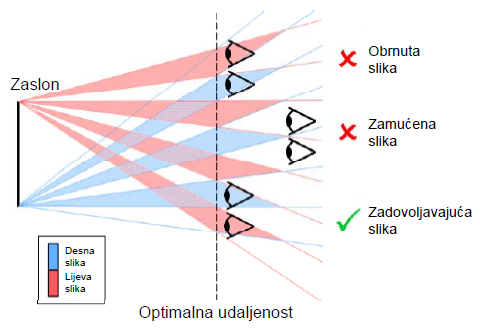 Zaslon
Obrnuta
slika
Zamućena
slika
Zadovoljavajuća
slika
Desna
slika
Lijeva
slika
Optimalna udaljenost